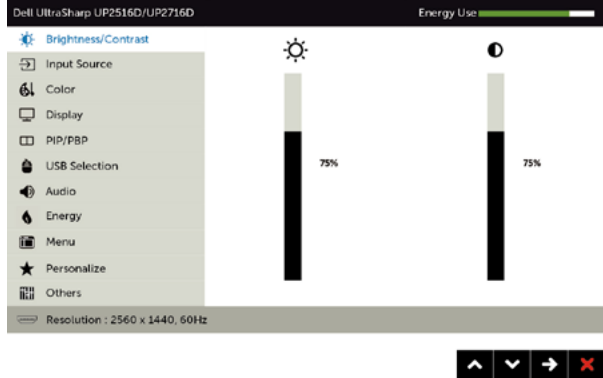 Dell UltraSharp UP2516D/UP2716D Energy Use
Brightness/Contrast
Input Source
Color
Display
PIP/PBP
USB Selection
Audio
Energy
Menu
Personalize
Others
75% 75%
Resolution : 2560 x 1440, 60Hz